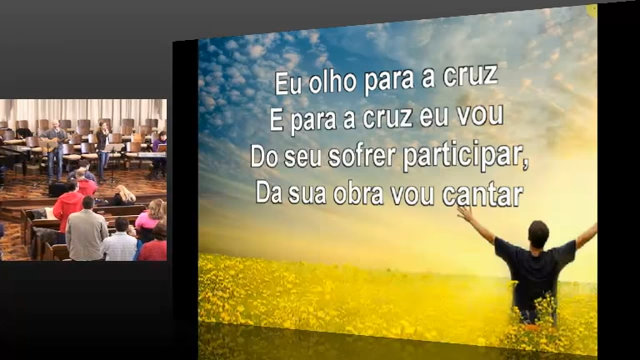 Eu olho para a cruz
E para a cruz eu vou
Do seu sofrer participar,
Da sua obra vou cantar